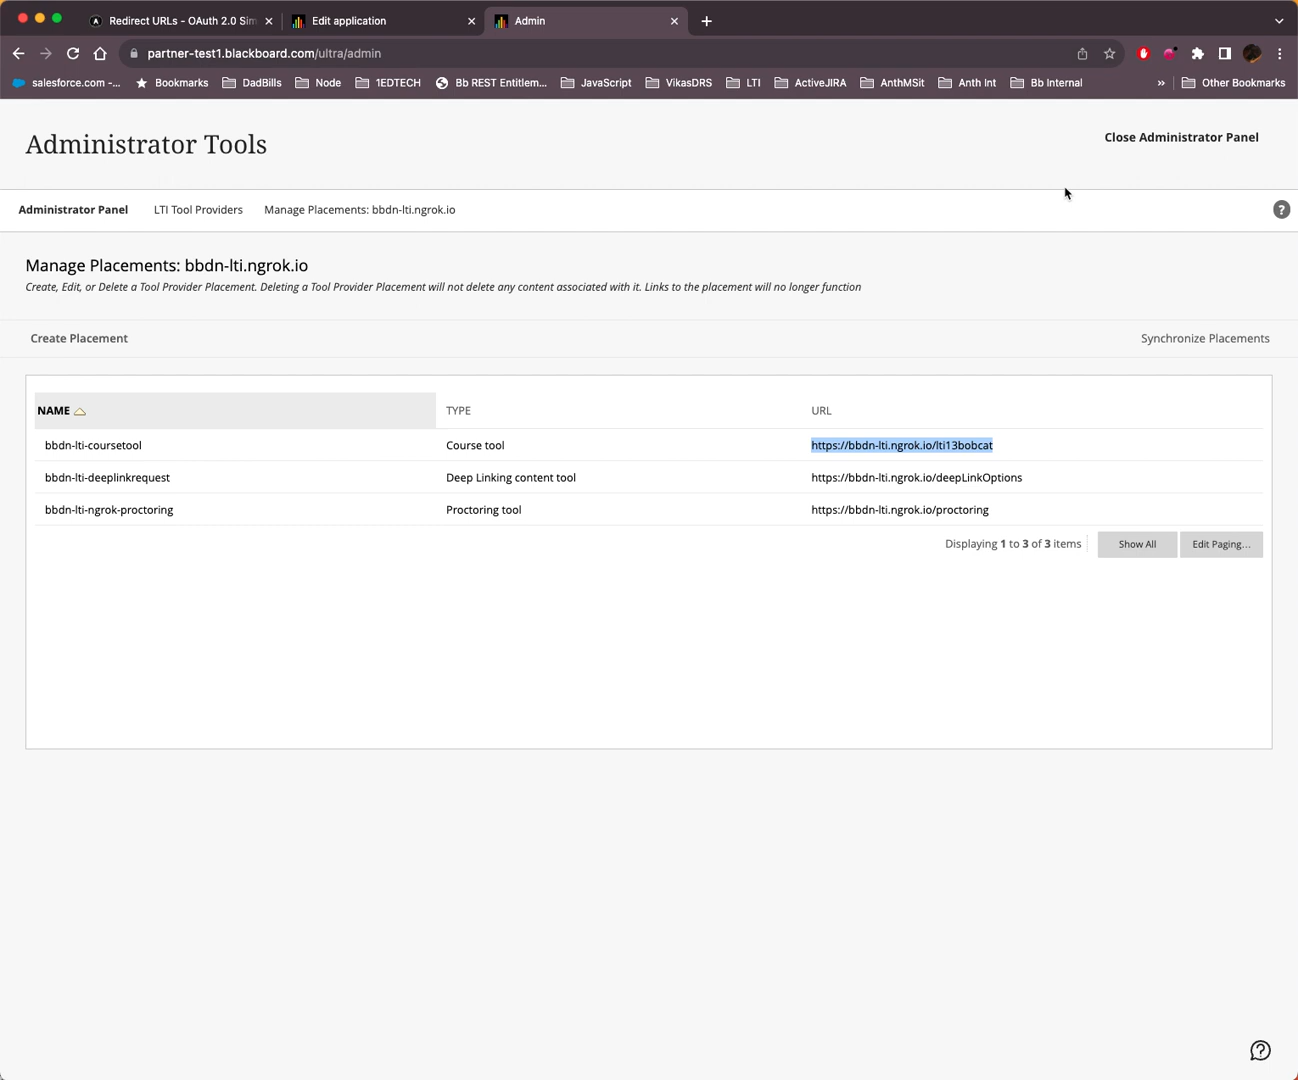 Redirect URLs - OAuth 2.0 Sim
Edit application
Admin
partner-test1.blackboard.com/ultra/admin
salesforce.com -... Bookmarks DadBills Node 1EDTECH Bb REST Entitlem... JavaScript VikasDRS LTI ActiveJIRA AnthMSit Anth Int Bb Internal » Other Bookmarks
Administrator Tools
Close Administrator Panel
Administrator Panel LTI Tool Providers Manage Placements: bbdn-lti.ngrok.io ?
Manage Placements: bbdn-lti.ngrok.io
Create, Edit, or Delete a Tool Provider Placement. Deleting a Tool Provider Placement will not delete any content associated with it. Links to the placement will no longer function
Create Placement Synchronize Placements
NAME TYPE URL
bbdn-lti-coursetool Course tool https://bbdn-lti.ngrok.io/lti13bobcat
bbdn-lti-deeplinkrequest Deep Linking content tool https://bbdn-lti.ngrok.io/deepLinkOptions
bbdn-lti-ngrok-proctoring Proctoring tool https://bbdn-lti.ngrok.io/proctoring
Displaying 1 to 3 of 3 items Show All Edit Paging...